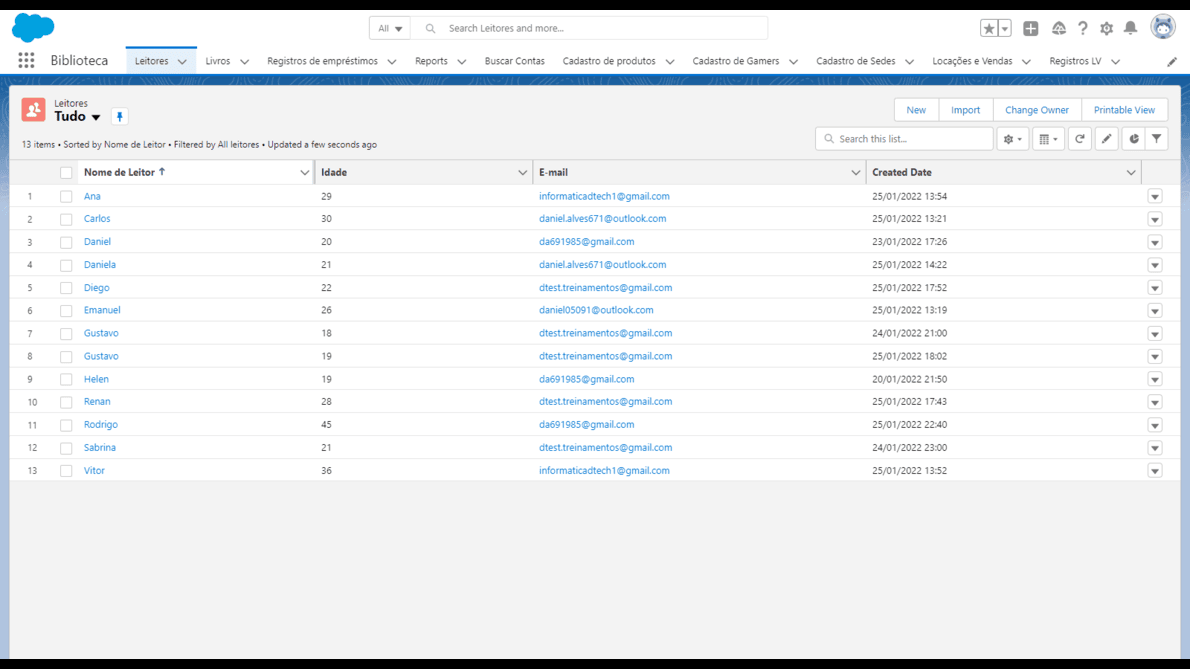 All
Search Leitores and more...
Biblioteca Leitores Livros Registros de empréstimos Reports Buscar Contas Cadastro de produtos Cadastro de Gamers Cadastro de Sedes Locações e Vendas Registros LV
Leitores
Tudo
New Import Change Owner Printable View
13 items • Sorted by Nome de Leitor • Filtered by All leitores • Updated a few seconds ago
Search this list...
Nome de Leitor ↑ Idade E-mail Created Date
1 Ana 29 informaticadtech1@gmail.com 25/01/2022 13:54
2 Carlos 30 daniel.alves671@outlook.com 25/01/2022 13:21
3 Daniel 20 da691985@gmail.com 23/01/2022 17:26
4 Daniela 21 daniel.alves671@outlook.com 25/01/2022 14:22
5 Diego 22 dtest.treinamentos@gmail.com 25/01/2022 17:52
6 Emanuel 26 daniel05091@outlook.com 25/01/2022 13:19
7 Gustavo 18 dtest.treinamentos@gmail.com 24/01/2022 21:00
8 Gustavo 19 dtest.treinamentos@gmail.com 25/01/2022 18:02
9 Helen 19 da691985@gmail.com 20/01/2022 21:50
10 Renan 28 dtest.treinamentos@gmail.com 25/01/2022 17:43
11 Rodrigo 45 da691985@gmail.com 25/01/2022 22:40
12 Sabrina 21 dtest.treinamentos@gmail.com 24/01/2022 23:00
13 Vitor 36 informaticadtech1@gmail.com 25/01/2022 13:52